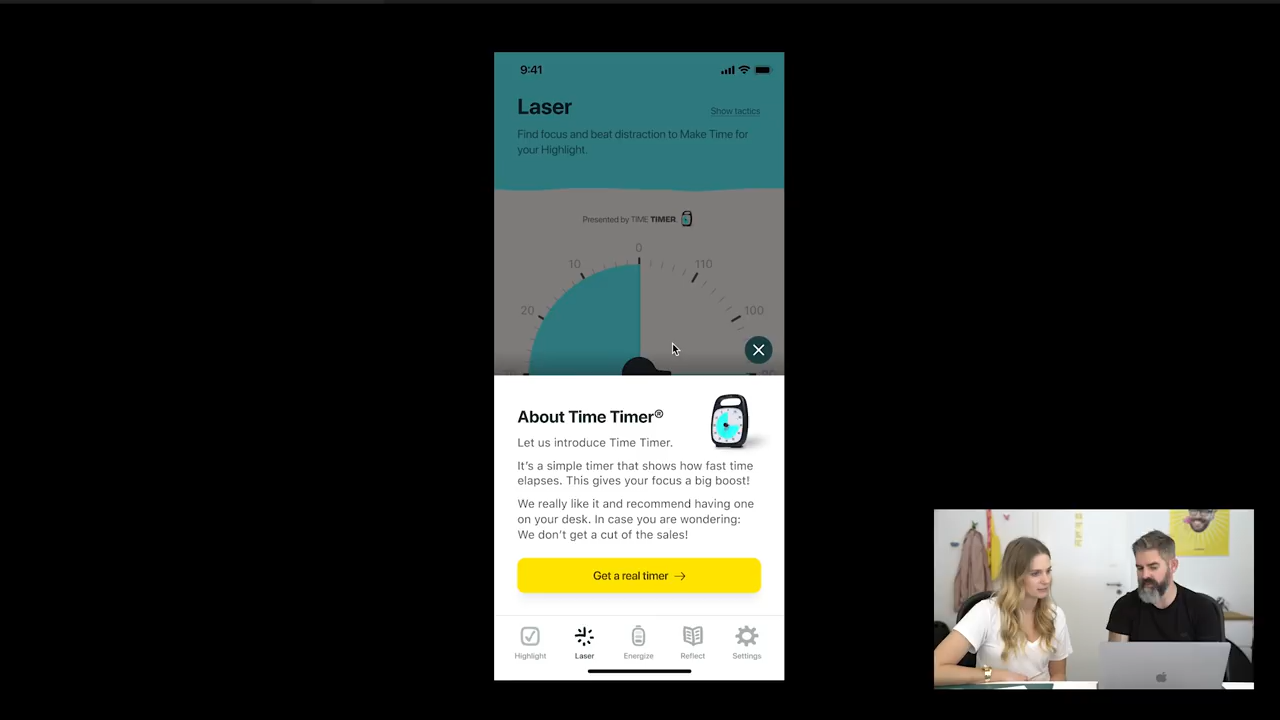 9:41
Laser
Show tactics
Find focus and beat distraction to Make Time for
your Highlight.
Presented by TIME TIMER.
0
10
110
20
100
About Time Timer®
Let us introduce Time Timer.
It's a simple timer that shows how fast time
elapses. This gives your focus a big boost!
We really like it and recommend having one
on your desk. In case you are wondering:
We don't get a cut of the sales!
Get a real timer →
Highlight
Laser
Energize
Reflect
Settings